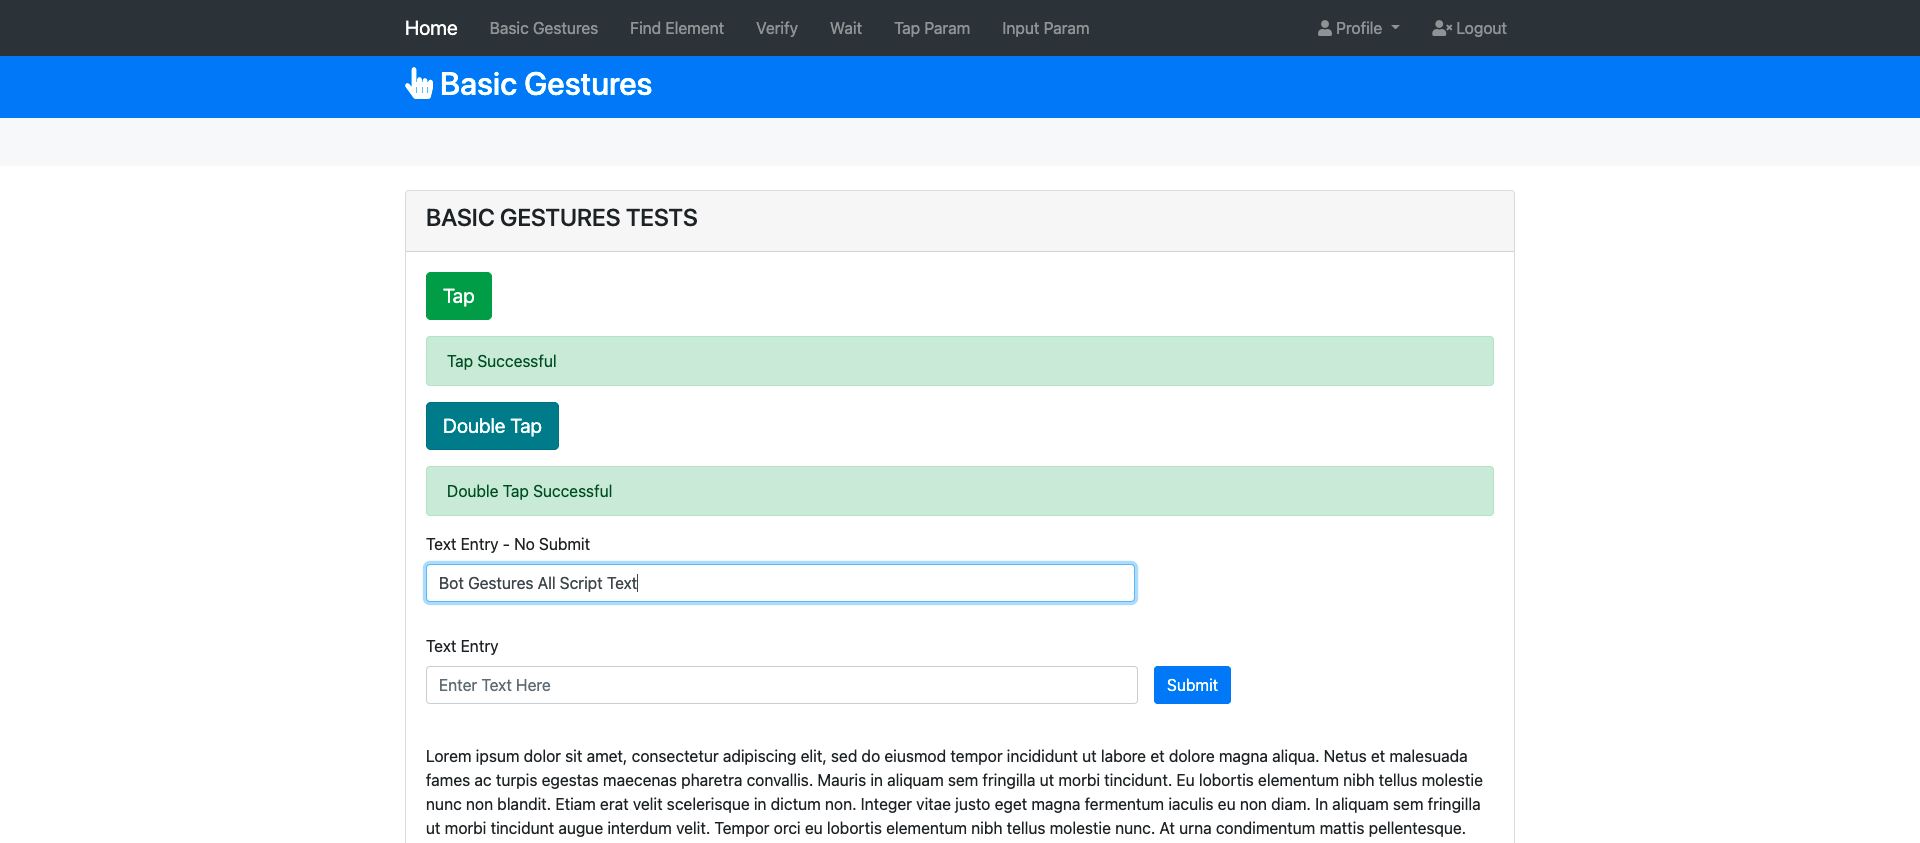 Home Basic Gestures Find Element Verify Wait Tap Param Input Param Profile Logout
Basic Gestures
BASIC GESTURES TESTS
Tap
Tap Successful
Double Tap
Double Tap Successful
Text Entry - No Submit
Bot Gestures All Script Text
Text Entry
Enter Text Here Submit
Lorem ipsum dolor sit amet, consectetur adipiscing elit, sed do eiusmod tempor incididunt ut labore et dolore magna aliqua. Netus et malesuada
fames ac turpis egestas maecenas pharetra convallis. Mauris in aliquam sem fringilla ut morbi tincidunt. Eu lobortis elementum nibh tellus molestie
nunc non blandit. Etiam erat velit scelerisque in dictum non. Integer vitae justo eget magna fermentum iaculis eu non diam. In aliquam sem fringilla
ut morbi tincidunt augue interdum velit. Tempor orci eu lobortis elementum nibh tellus molestie nunc. At urna condimentum mattis pellentesque.